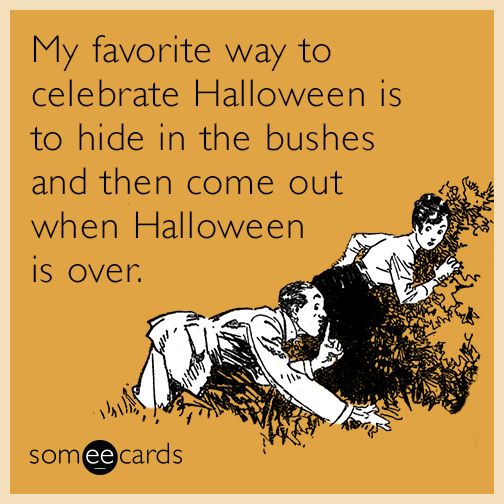 My favorite way to
celebrate Halloween is
to hide in the bushes
and then come out
when Halloween
is over.
someecards